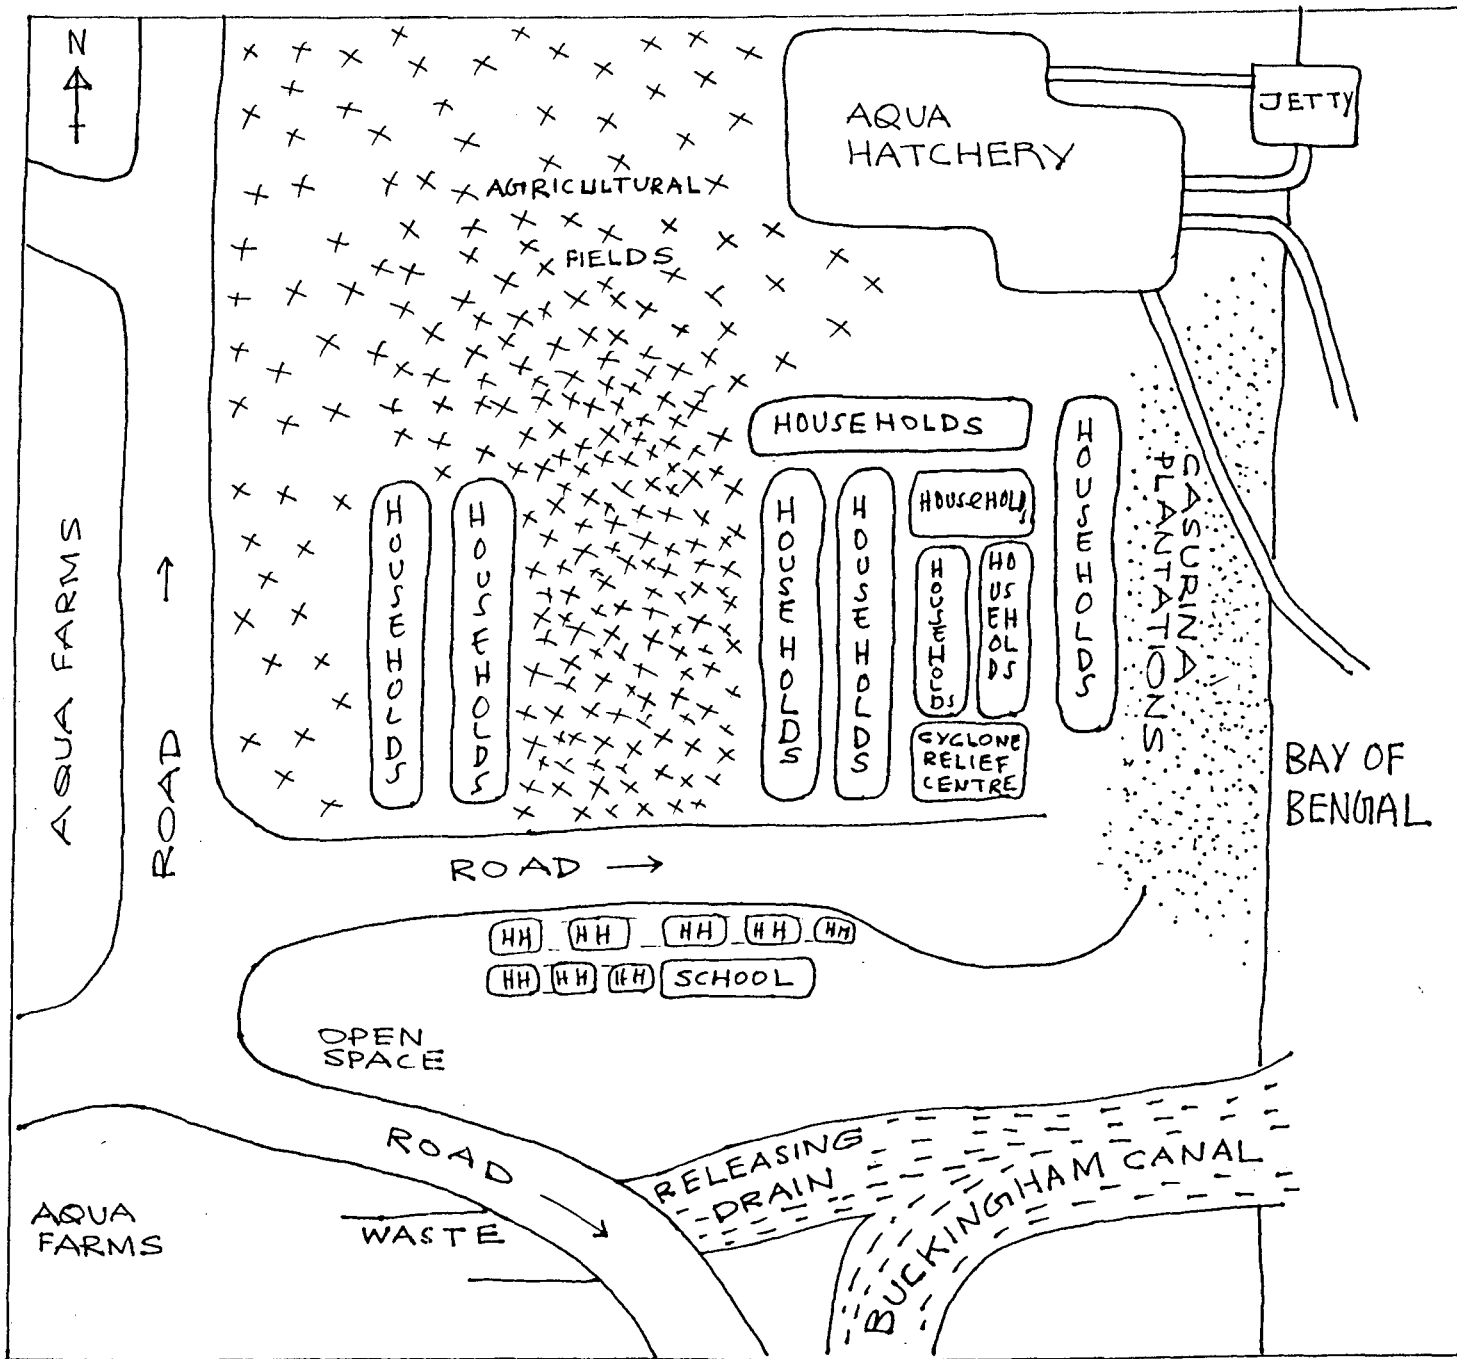 N
AQUA
HATCHERY
JETTY
AGRICULTURAL
FIELDS
HOUSEHOLDS
HOUSEHOLDS
HOUSEHOLDS
HOUSEHOLDS
HOUSEHOLDS
HOUSEHOLDS
HOUSEHOLDS
HOUSEHOLDS
HOUSEHOLDS
CYCLONE
RELIEF
CENTRE
CASURINA
PLANTATIONS
AQUA FARMS
ROAD
BAY OF
BENGAL
ROAD
HH HH HH HH HH
HH HH HH SCHOOL
OPEN
SPACE
ROAD
RELEASING
DRAIN
BUCKINGHAM CANAL
AQUA
FARMS
WASTE